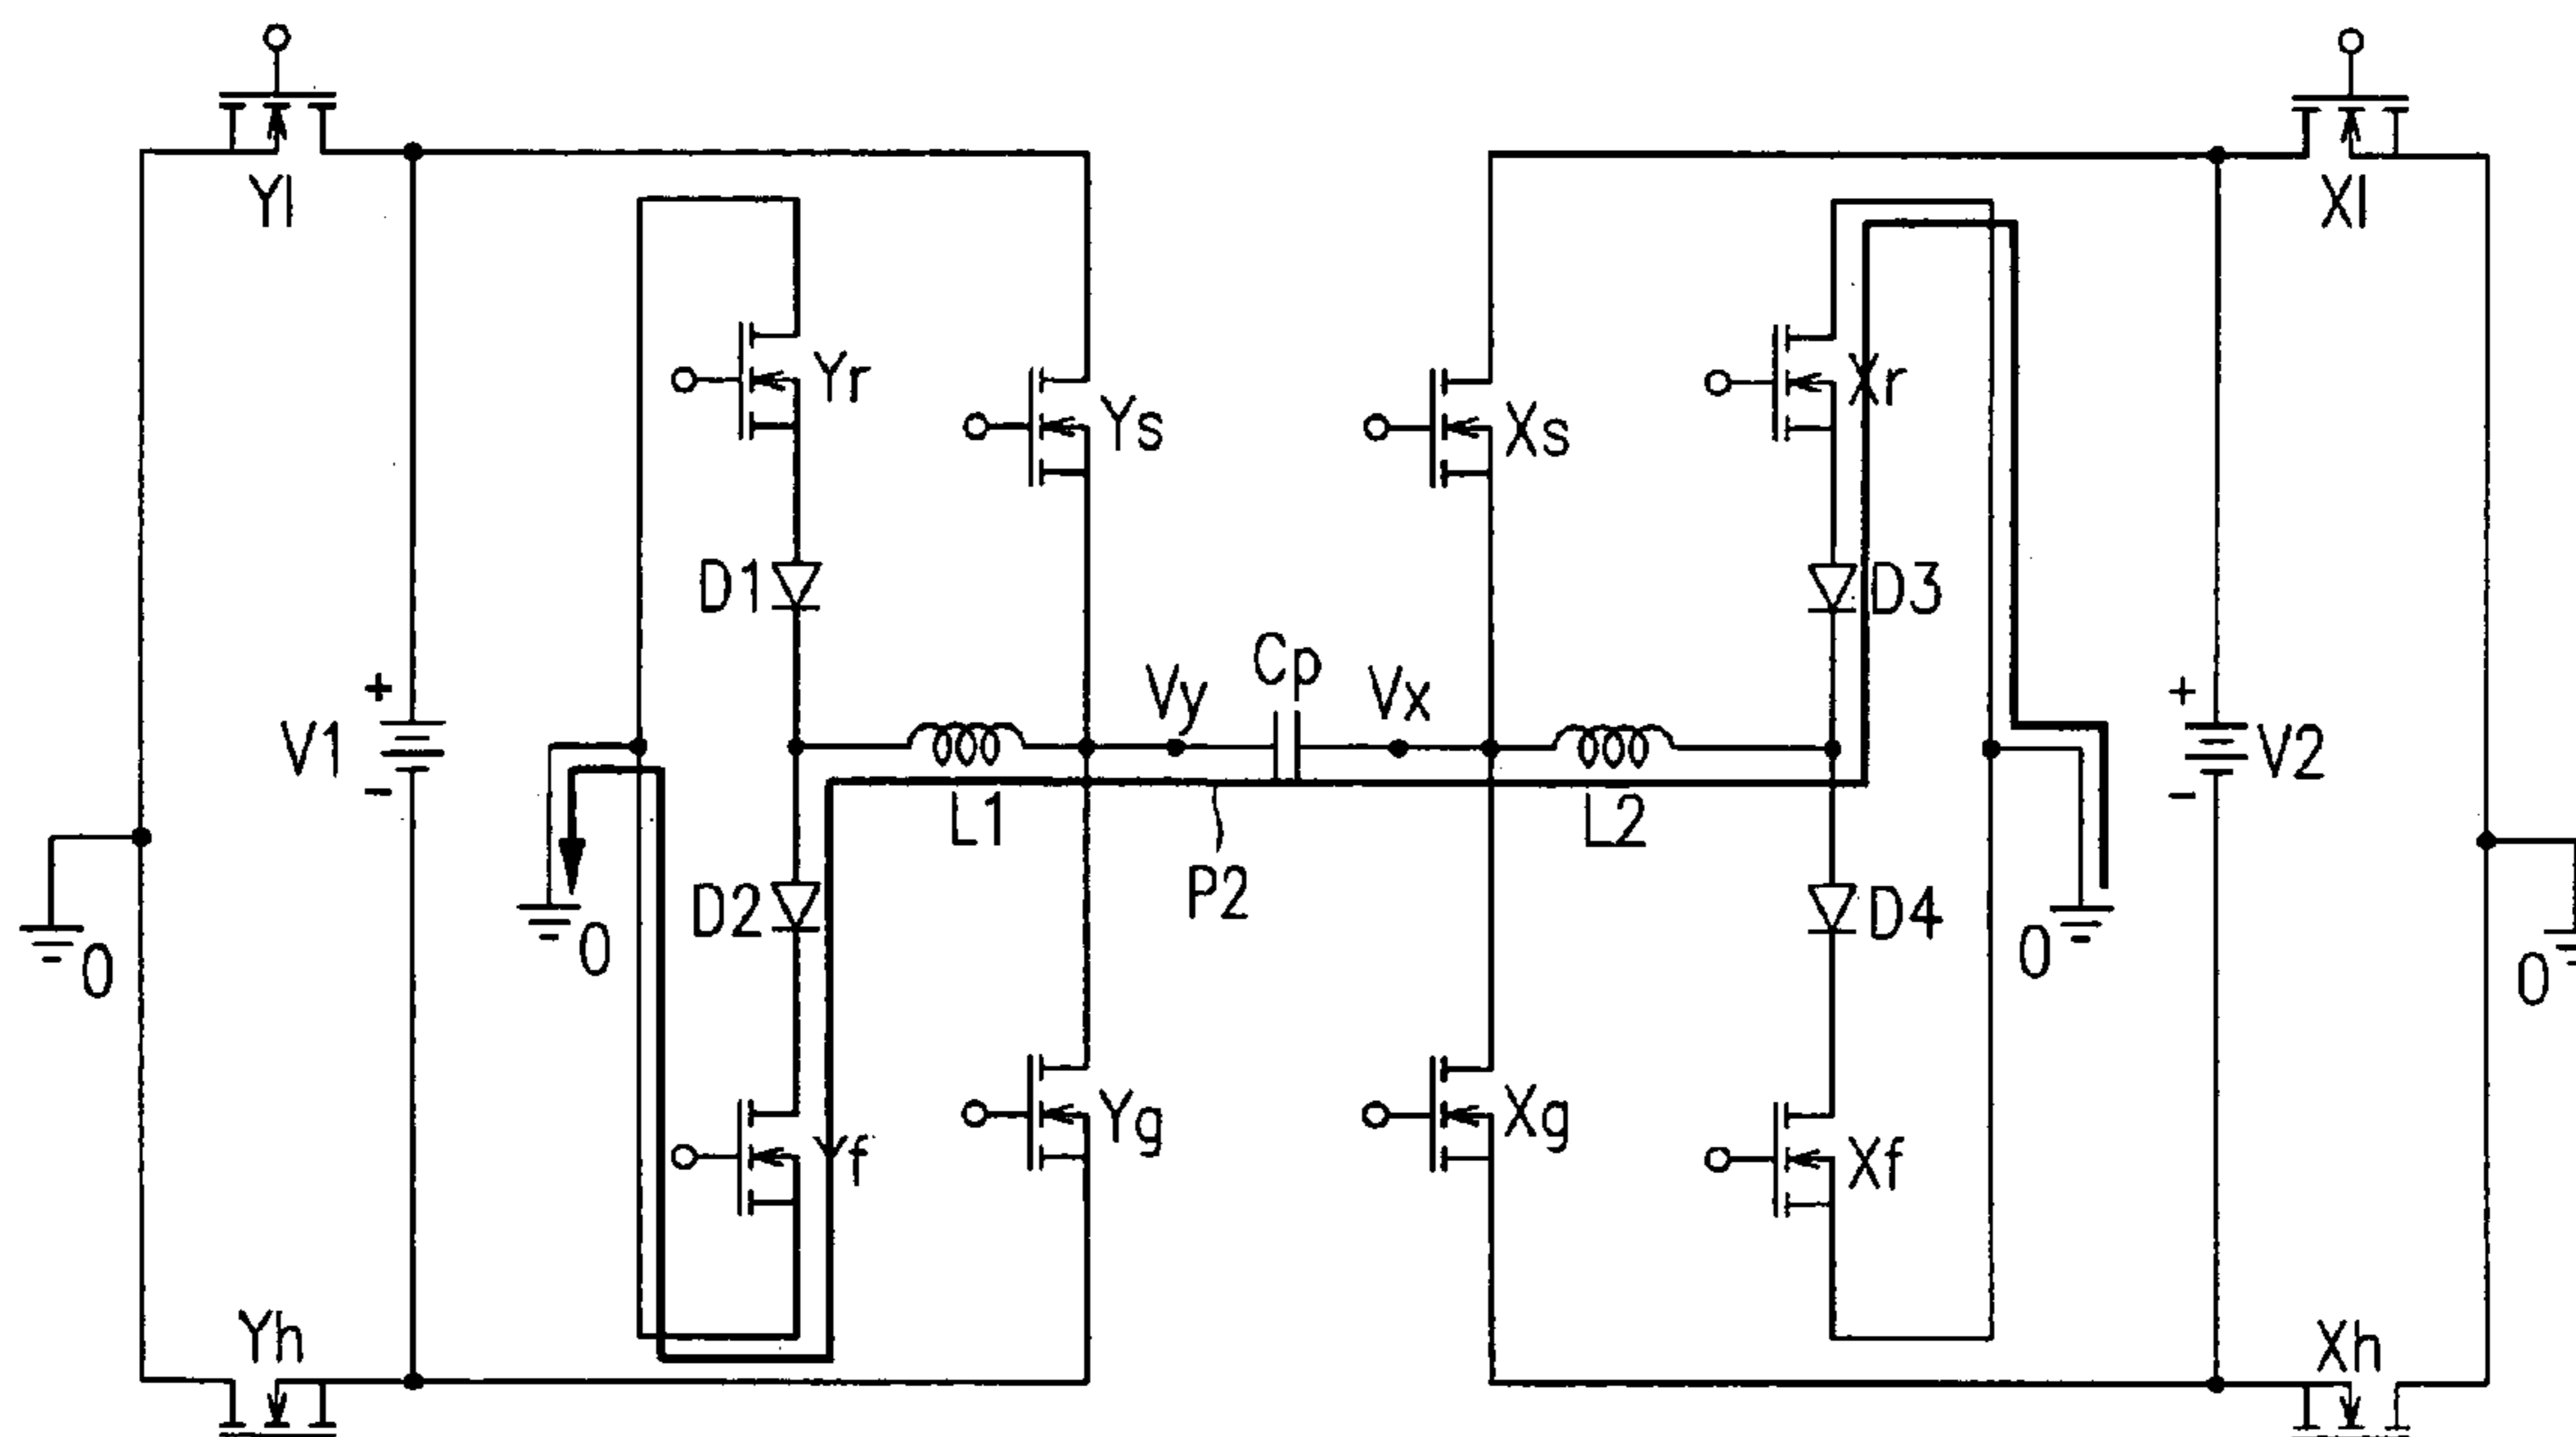 Yl
Xl
Yr
Ys
Xs
Xr
D1
D3
Cp
Vy
Vx
+
V1
-
+
V2
-
L1
L2
P2
D2
D4
0
0
0
0
Yf
Yg
Xg
Xf
Yh
Xh